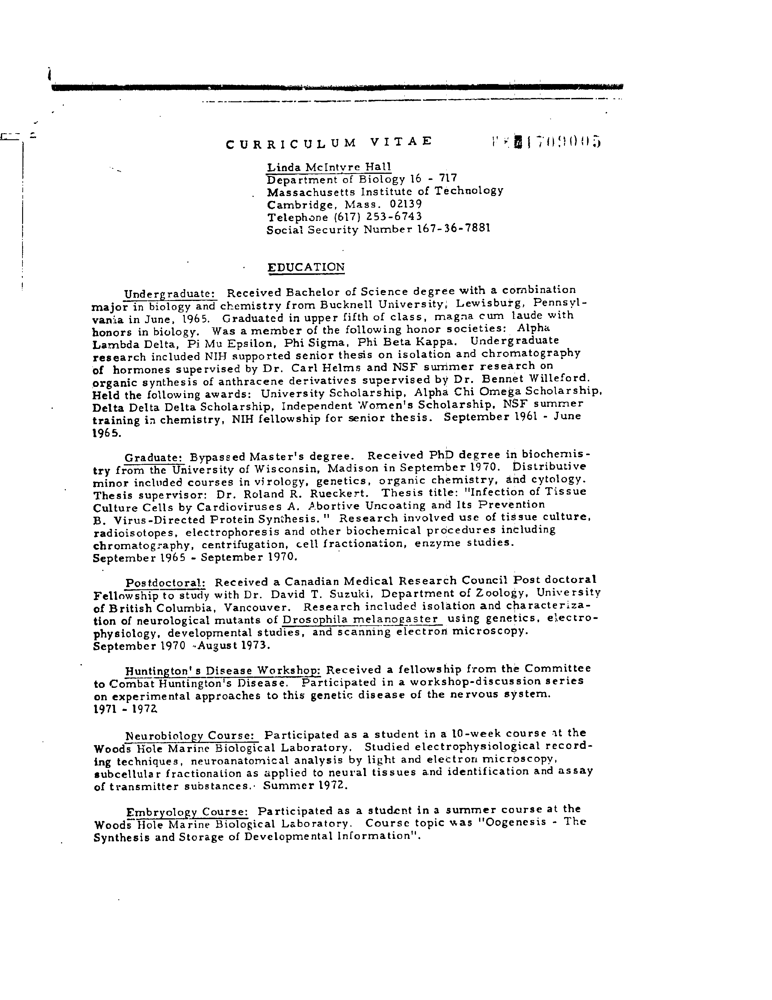 CURRICULUM VITAE
Linda McIntyre Hall
Department of Biology 16 - 717
Massachusetts Institute of Technology
Cambridge, Mass. 02139
Telephone (617) 253-6743
Social Security Number 167-36-7881
EDUCATION
Undergraduate: Received Bachelor of Science degree with a combination
major in biology and chemistry from Bucknell University, Lewisburg, Pennsyl-
vania in June, 1965. Graduated in upper fifth of class, magna cum laude with
honors in biology. Was a member of the following honor societies: Alpha
Lambda Delta, Pi Mu Epsilon, Phi Sigma, Phi Beta Kappa. Undergraduate
research included NIH supported senior thesis on isolation and chromatography
of hormones supervised by Dr. Carl Helms and NSF summer research on
organic synthesis of anthracene derivatives supervised by Dr. Bennet Willeford.
Held the following awards: University Scholarship, Alpha Chi Omega Scholarship,
Delta Delta Delta Scholarship, Independent Women's Scholarship, NSF summer
training in chemistry, NIH fellowship for senior thesis. September 1961 - June
1965.
Graduate: Bypassed Master's degree. Received PhD degree in biochemis-
try from the University of Wisconsin, Madison in September 1970. Distributive
minor included courses in virology, genetics, organic chemistry, and cytology.
Thesis supervisor: Dr. Roland R. Rueckert. Thesis title: "Infection of Tissue
Culture Cells by Cardioviruses A. Abortive Uncoating and Its Prevention
B. Virus-Directed Protein Synthesis." Research involved use of tissue culture,
radioisotopes, electrophoresis and other biochemical procedures including
chromatography, centrifugation, cell fractionation, enzyme studies.
September 1965 - September 1970.
Postdoctoral: Received a Canadian Medical Research Council Post doctoral
Fellowship to study with Dr. David T. Suzuki, Department of Zoology, University
of British Columbia, Vancouver. Research included isolation and characteriza-
tion of neurological mutants of Drosophila melanogaster using genetics, electro-
physiology, developmental studies, and scanning electron microscopy.
September 1970 -August 1973.
Huntington's Disease Workshop: Received a fellowship from the Committee
to Combat Huntington's Disease. Participated in a workshop-discussion series
on experimental approaches to this genetic disease of the nervous system.
1971 - 1972
Neurobiology Course: Participated as a student in a 10-week course at the
Woods Hole Marine Biological Laboratory. Studied electrophysiological record-
ing techniques, neuroanatomical analysis by light and electron microscopy,
subcellular fractionation as applied to neural tissues and identification and assay
of transmitter substances. Summer 1972.
Embryology Course: Participated as a student in a summer course at the
Woods Hole Marine Biological Laboratory. Course topic was "Oogenesis - The
Synthesis and Storage of Developmental Information".